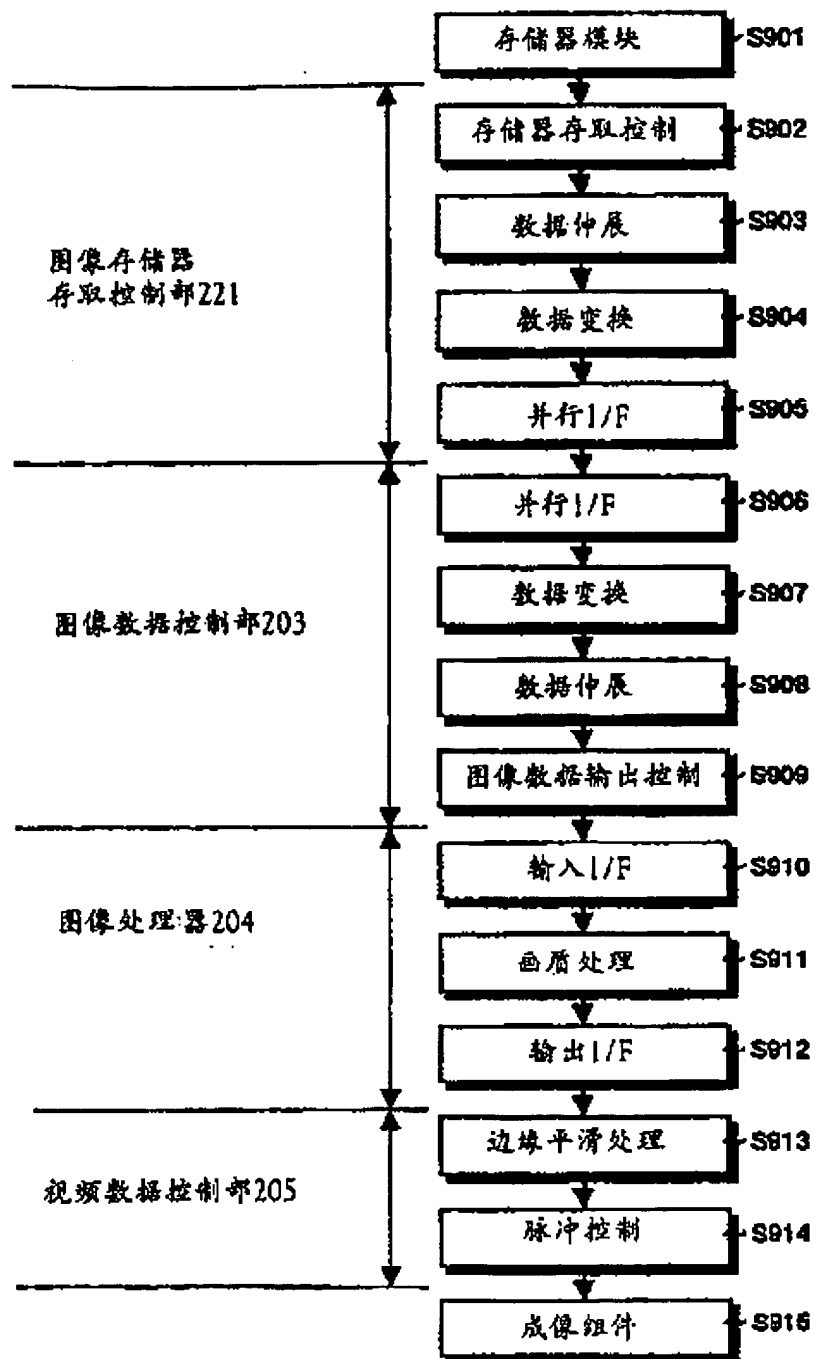 存储器模块 S901
存储器存取控制 S902
数据伸展 S903
图像存储器
存取控制部221
数据变换 S904
并行I/F S905
并行I/F S906
数据变换 S907
图像数据控制部203
数据伸展 S908
图像数据输出控制 S909
输入I/F S910
图像处理器204
画质处理 S911
输出I/F S912
边缘平滑处理 S913
视频数据控制部205
脉冲控制 S914
成像组件 S915